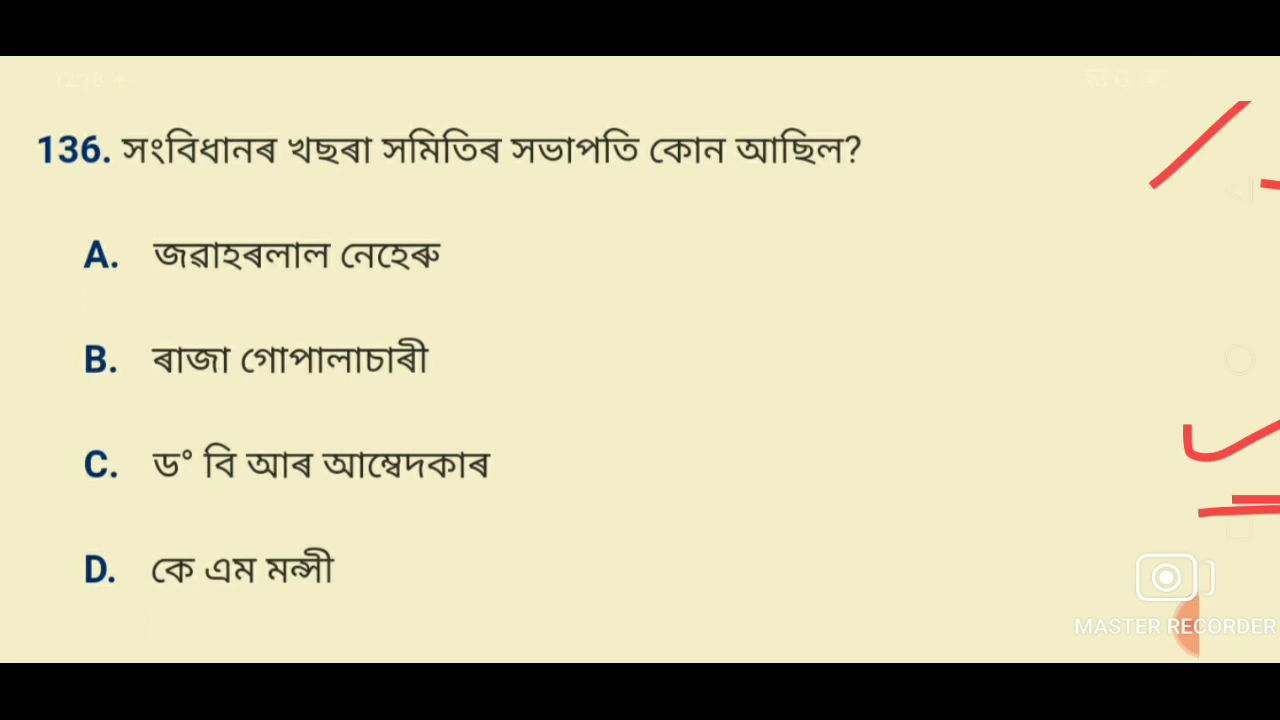 136. সংবিধানৰ খছৰা সমিতিৰ সভাপতি কোন আছিল?
A. জৱাহৰলাল নেহেৰু
B. ৰাজা গোপালাচাৰী
C. ড° বি আৰ আম্বেদকাৰ
D. কে এম মন্সী
MASTER RECORDER